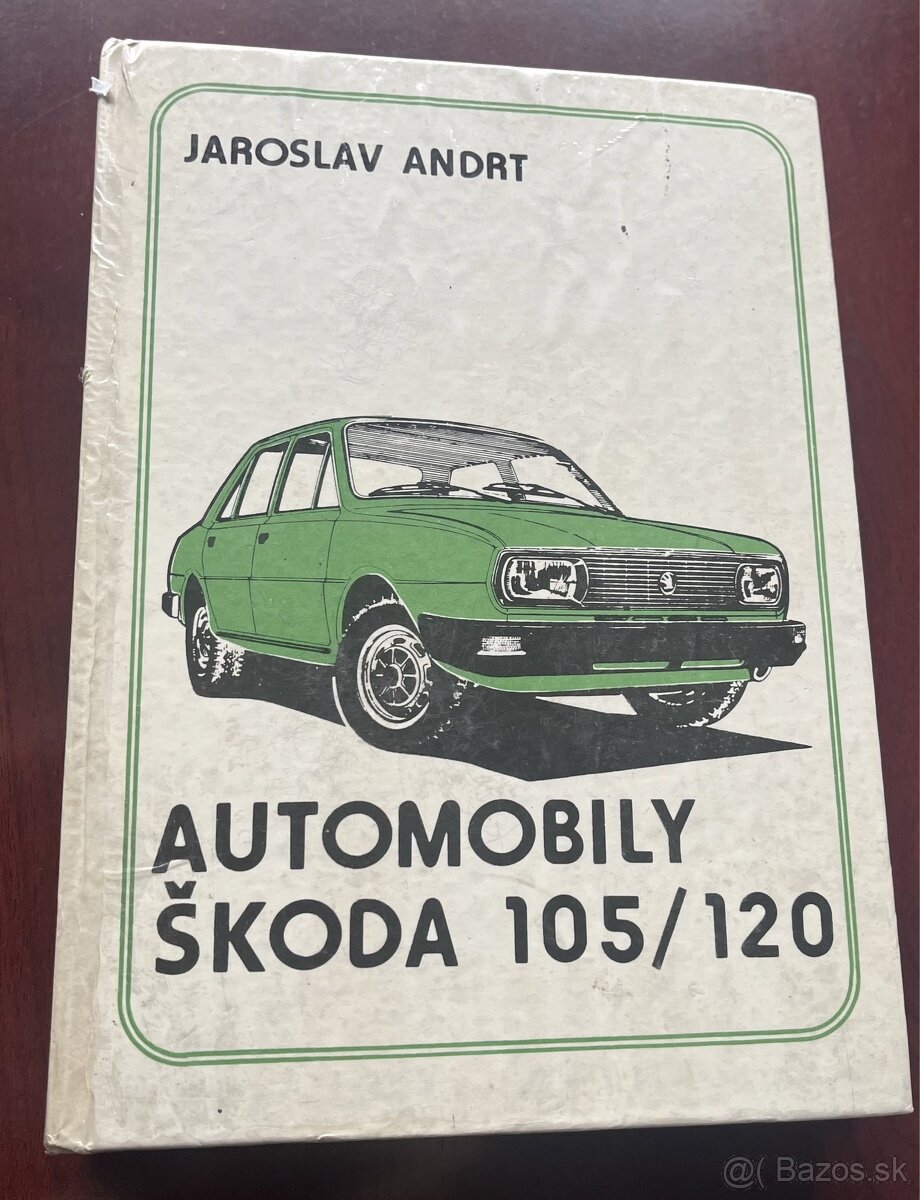 JAROSLAV ANDRT
AUTOMOBILY
ŠKODA 105/120
@( Bazos.sk